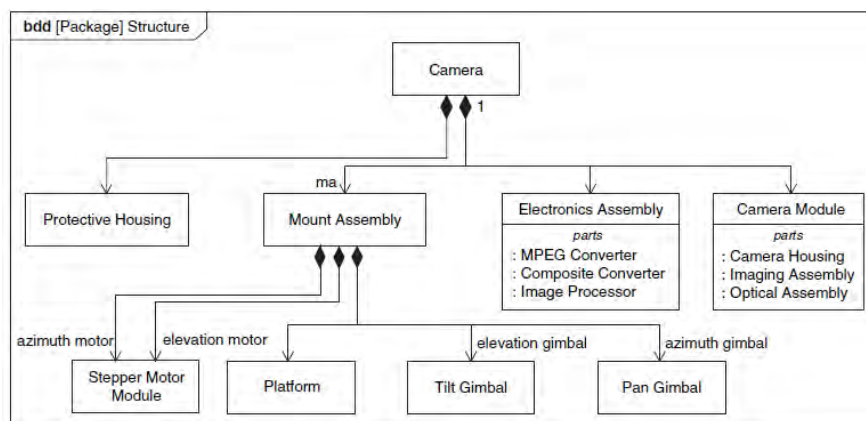 bdd [Package] Structure
Camera
1
ma
Protective Housing
Mount Assembly
Electronics Assembly
parts
: MPEG Converter
: Composite Converter
: Image Processor
Camera Module
parts
: Camera Housing
: Imaging Assembly
: Optical Assembly
azimuth motor
elevation motor
elevation gimbal
azimuth gimbal
Stepper Motor
Module
Platform
Tilt Gimbal
Pan Gimbal